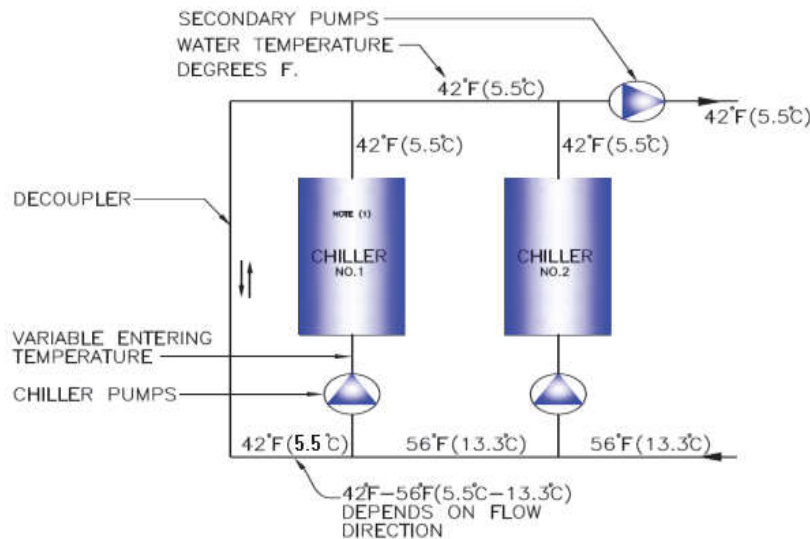 SECONDARY PUMPS
WATER TEMPERATURE
DEGREES F.
42°F(5.5°C)
42°F(5.5°C)
42°F(5.5°C)
42°F(5.5°C)
DECOUPLER
NOTE (1)
CHILLER
NO.1
CHILLER
NO.2
VARIABLE ENTERING
TEMPERATURE
CHILLER PUMPS
42°F(5.5°C)
56°F(13.3°C)
56°F(13.3°C)
42°F-56°F(5.5°C-13.3°C)
DEPENDS ON FLOW
DIRECTION